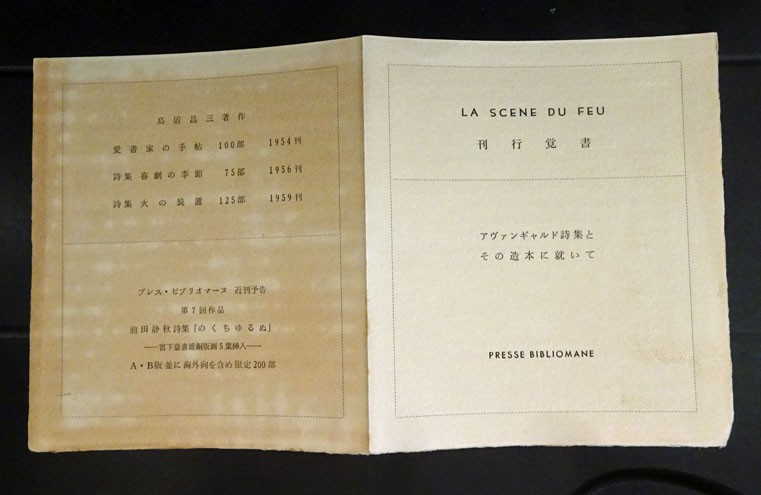 鳥居昌三著作
愛書家の手帖 100部 1954刊
詩集 喜劇の季節 75部 1956刊
詩集 火の装置 125部 1959刊
プレス・ビブリオマーヌ 近刊予告
第7回作品
前田静秋詩集「のくちゆるぬ」
——宮下登喜雄銅版画5葉挿入——
A・B版並に海外向を含め限定200部
LA SCENE DU FEU
刊行覚書
アヴァンギャルド詩集と
その造本に就いて
PRESSE BIBLIOMANE